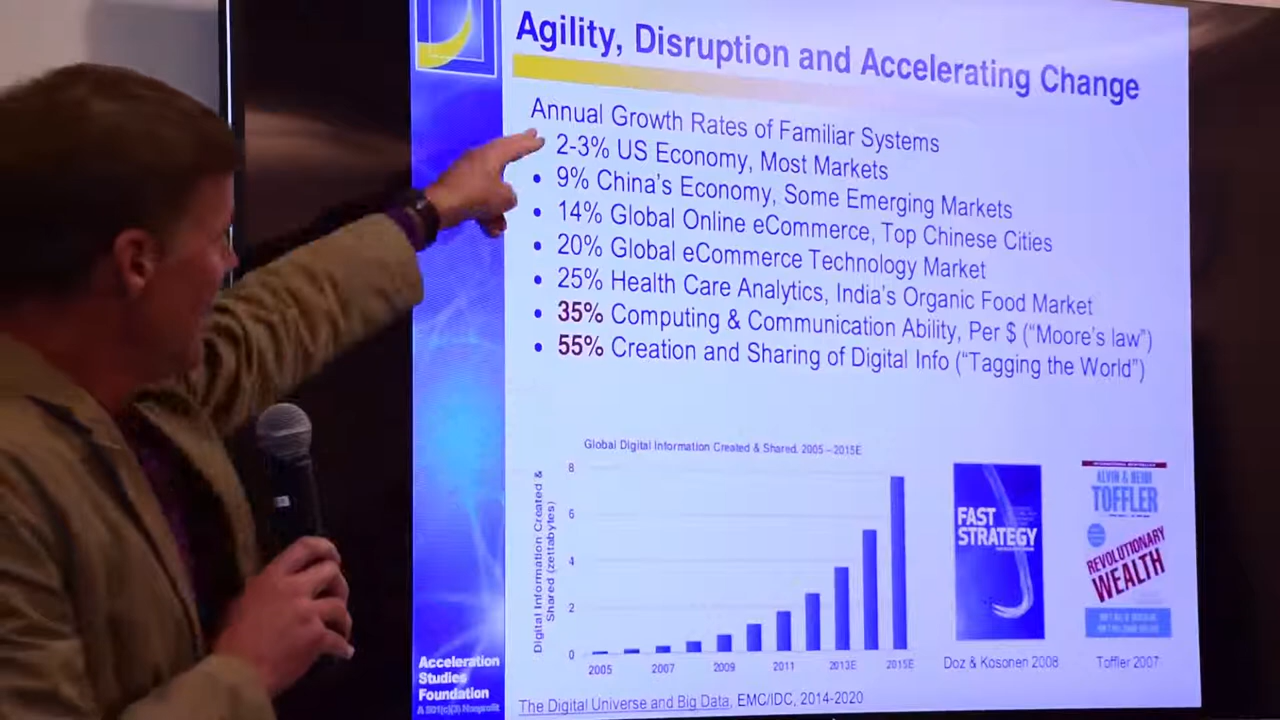 Agility, Disruption and Accelerating Change
Annual Growth Rates of Familiar Systems
2-3% US Economy, Most Markets
• 9% China's Economy, Some Emerging Markets
• 14% Global Online eCommerce, Top Chinese Cities
• 20% Global eCommerce Technology Market
• 25% Health Care Analytics, India's Organic Food Market
• 35% Computing & Communication Ability, Per $ ("Moore's law")
• 55% Creation and Sharing of Digital Info ("Tagging the World")
Global Digital Information Created & Shared, 2005 – 2015E
Digital Information Created &
Shared (zettabytes)
8
6
4
2
0
2005 2007 2009 2011 2013E 2015E
FAST
STRATEGY
Doz & Kosonen 2008
ALVIN & HEIDI
TOFFLER
REVOLUTIONARY
WEALTH
Toffler 2007
Acceleration
Studies
Foundation
A 501(c)(3) Nonprofit
The Digital Universe and Big Data, EMC/IDC, 2014-2020